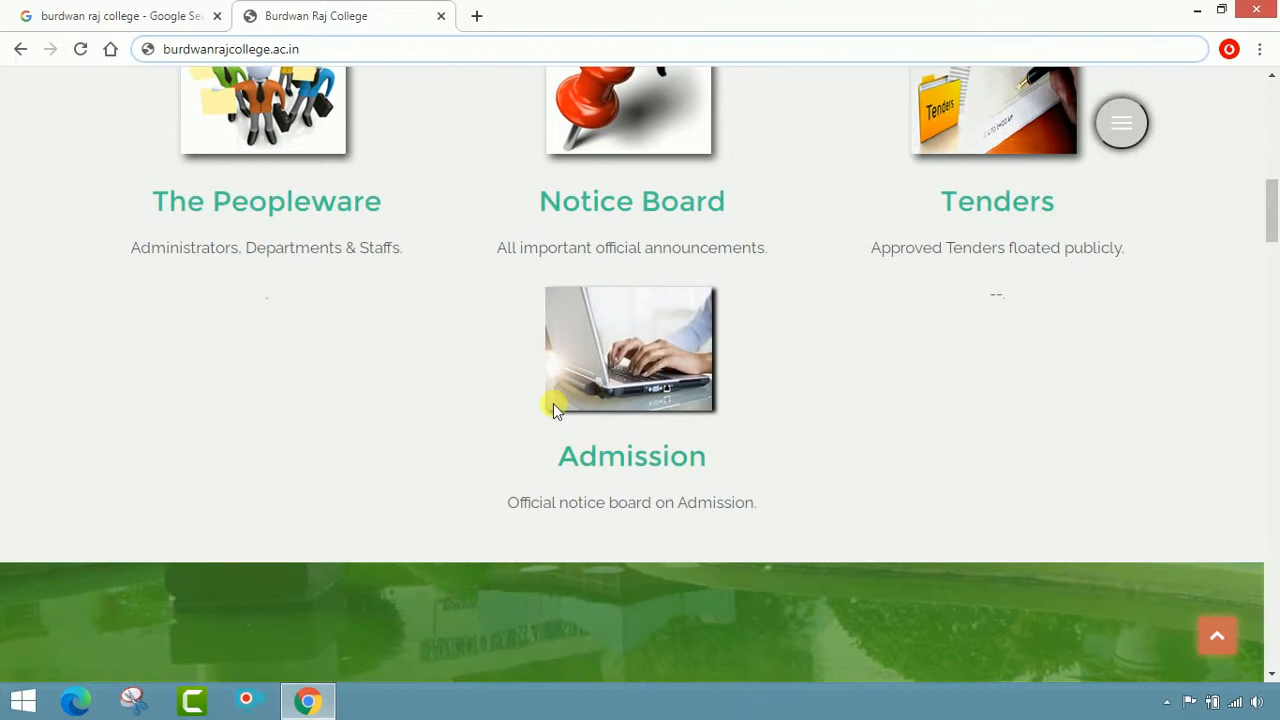 burdwan raj college - Google Se
Burdwan Raj College
burdwanrajcollege.ac.in
Tenders
The Peopleware
Notice Board
Tenders
Administrators, Departments & Staffs.
All important official announcements.
Approved Tenders floated publicly.
.
--.
Admission
Official notice board on Admission.